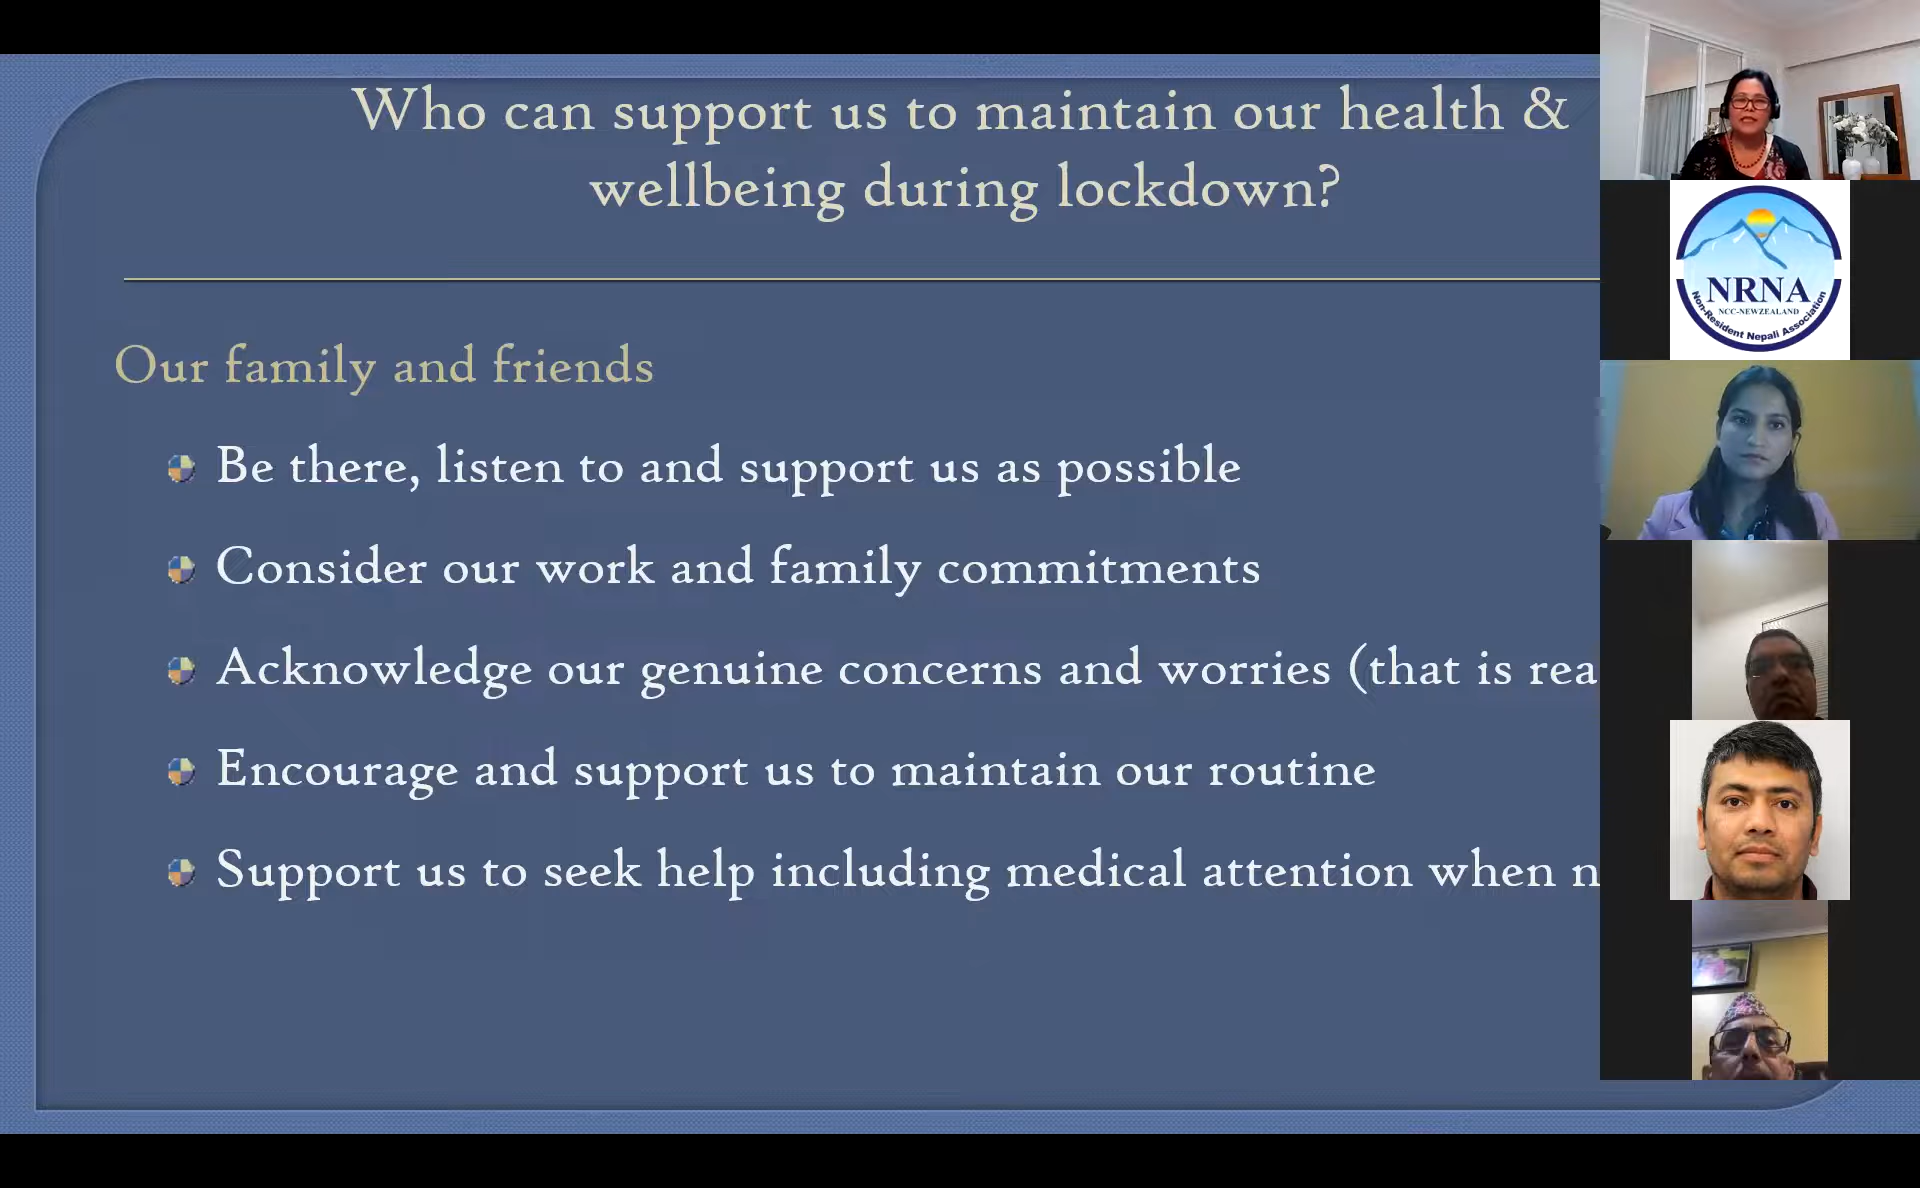 Who can support us to maintain our health &
wellbeing during lockdown?
Our family and friends
Be there, listen to and support us as possible
Consider our work and family commitments
Acknowledge our genuine concerns and worries (that is rea
Encourage and support us to maintain our routine
Support us to seek help including medical attention when n
NRNA
NCC-NEWZEALAND
Non-Resident Nepali Association